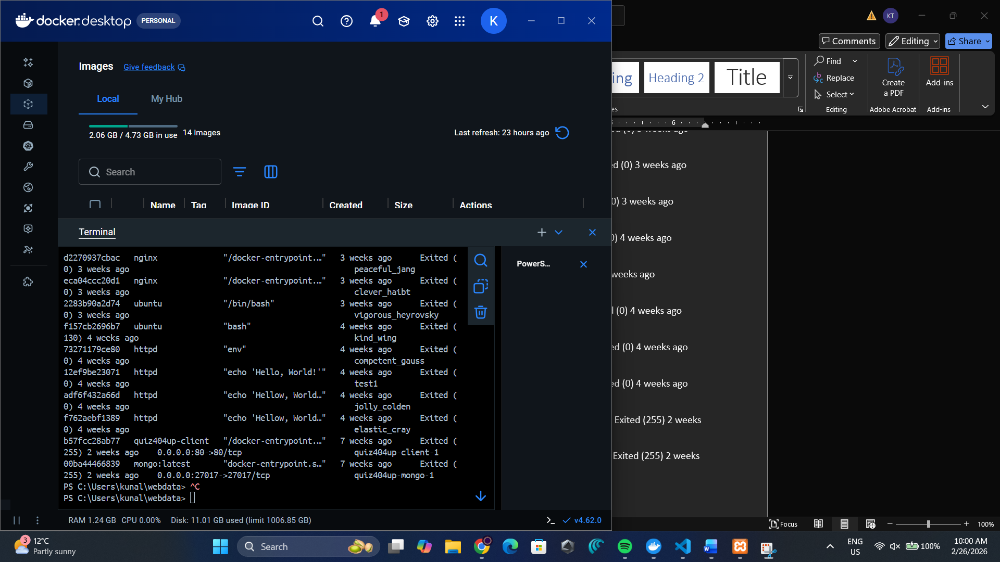 docker.desktop PERSONAL
1
K
Images Give feedback
Local My Hub
2.06 GB / 4.73 GB in use 14 images
Last refresh: 23 hours ago
Search
Name Tag Image ID Created Size Actions
Terminal
d2270937cbac nginx "/docker-entrypoint.…" 3 weeks ago Exited (
0) 3 weeks ago peaceful_jang
eca04ccc20d1 nginx "/docker-entrypoint.…" 3 weeks ago Exited (
0) 3 weeks ago clever_haibt
2283b90a2d74 ubuntu "/bin/bash" 3 weeks ago Exited (
0) 3 weeks ago vigorous_heyrovsky
f157cb2696b7 ubuntu "bash" 4 weeks ago Exited (
130) 4 weeks ago kind_wing
73271179ce80 httpd "env" 4 weeks ago Exited (
0) 4 weeks ago competent_gauss
12ef9be23071 httpd "echo 'Hello, World!'" 4 weeks ago Exited (
0) 4 weeks ago test1
adf6f432a66d httpd "echo 'Hellow, World…" 4 weeks ago Exited (
0) 4 weeks ago jolly_colden
f762aebf1389 httpd "echo 'Hellow, World…" 4 weeks ago Exited (
0) 4 weeks ago elastic_cray
b57fcc28ab77 quiz404up-client "/docker-entrypoint.…" 7 weeks ago Exited (
255) 2 weeks ago 0.0.0.0:80->80/tcp quiz404up-client-1
00ba44466839 mongo:latest "docker-entrypoint.s…" 7 weeks ago Exited (
255) 2 weeks ago 0.0.0.0:27017->27017/tcp quiz404up-mongo-1
PS C:\Users\kunal\webdata> ^C
PS C:\Users\kunal\webdata>
PowerS...
RAM 1.24 GB CPU 0.00% Disk: 11.01 GB used (limit 1006.85 GB)
v4.62.0
KT
Comments Editing Share
ing Heading 2 Title
Find
Replace
Select
Editing
Create
a PDF
Adobe Acrobat
Add-ins
Add-ins
es
6
ed (0) 3 weeks ago
0) 3 weeks ago
0) 4 weeks ago
weeks ago
(0) 4 weeks ago
ed (0) 4 weeks ago
ed (0) 4 weeks ago
Exited (255) 2 weeks
Exited (255) 2 weeks
Focus
100%
3
12°C
Partly sunny
Search
ENG
US
100%
10:00 AM
2/26/2026